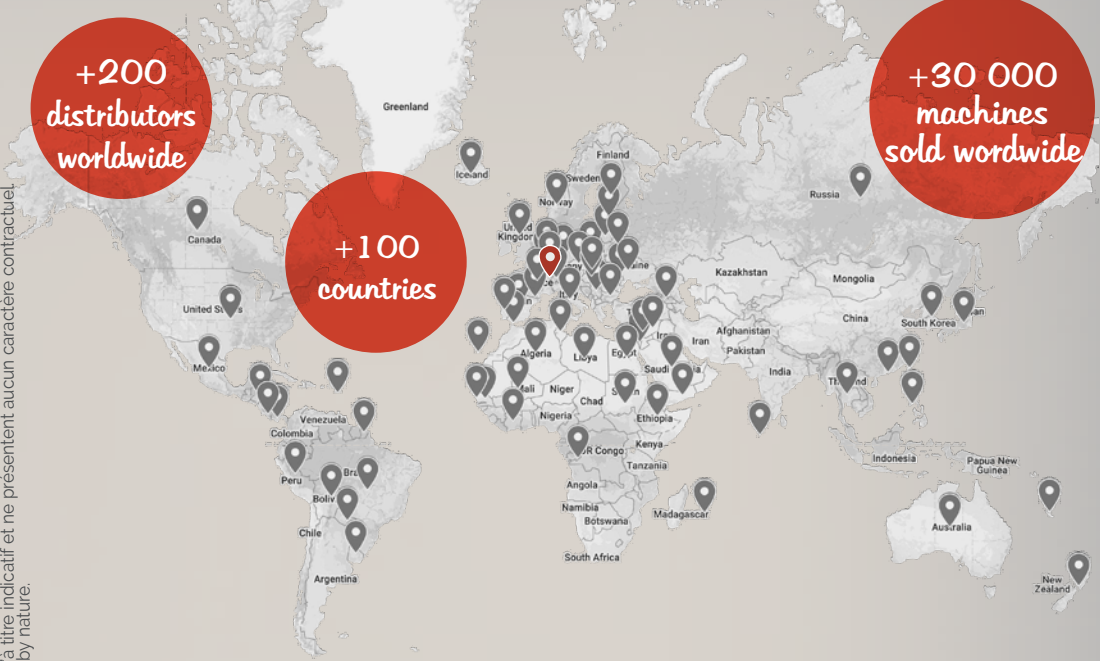 +200
distributors
worldwide
+100
countries
+30 000
machines
sold wordwide
Greenland
Iceland
Finland
Sweden
Norway
Russia
Canada
United
Kingdom
Kazakhstan
Mongolia
China
South Korea
Mexico
Algeria
Libya
Afghanistan
Iran
Pakistan
India
Saudi
Mali
Niger
Chad
Nigeria
Ethiopia
Venezuela
Colombia
Peru
DR Congo
Kenya
Tanzania
Angola
Namibia
Botswana
Madagascar
South Africa
Chile
Argentina
Indonesia
Papua New
Guinea
Australia
New
Zealand
à titre indicatif et ne présentent aucun caractère contractuel.
by nature.